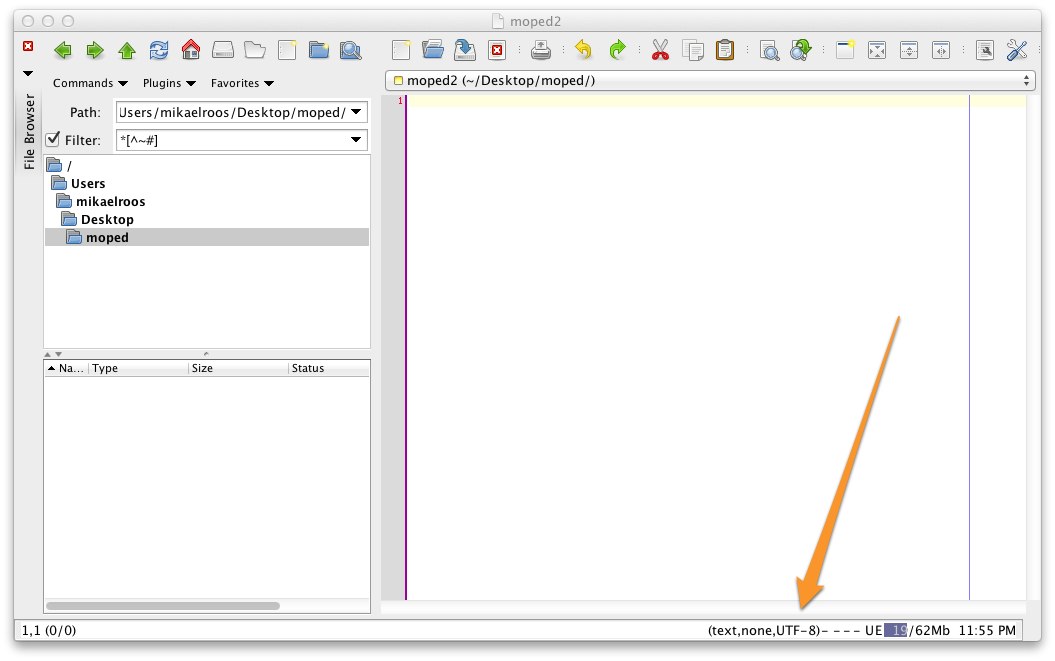 moped2
Commands Plugins Favorites
moped2 (~/Desktop/moped/)
File Browser
Path: Users/mikaelroos/Desktop/moped/
Filter: *[^~#]
/
Users
mikaelroos
Desktop
moped
1
Na... Type Size Status
1,1 (0/0)
(text,none,UTF-8)- - - - UE 19/62Mb 11:55 PM